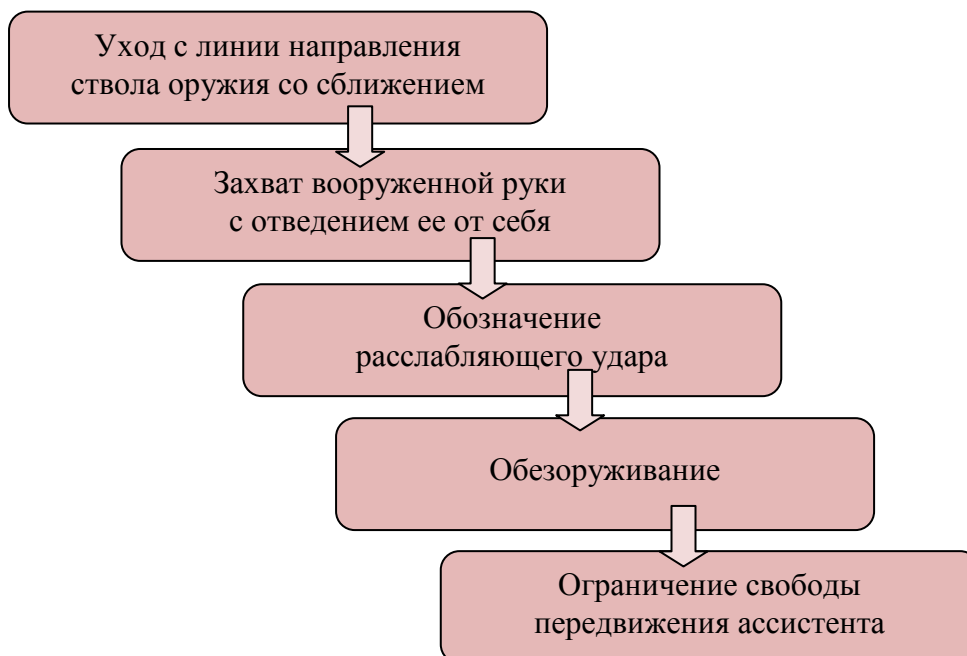 Уход с линии направления
ствола оружия со сближением
Захват вооруженной руки
с отведением ее от себя
Обозначение
расслабляющего удара
Обезоруживание
Ограничение свободы
передвижения ассистента